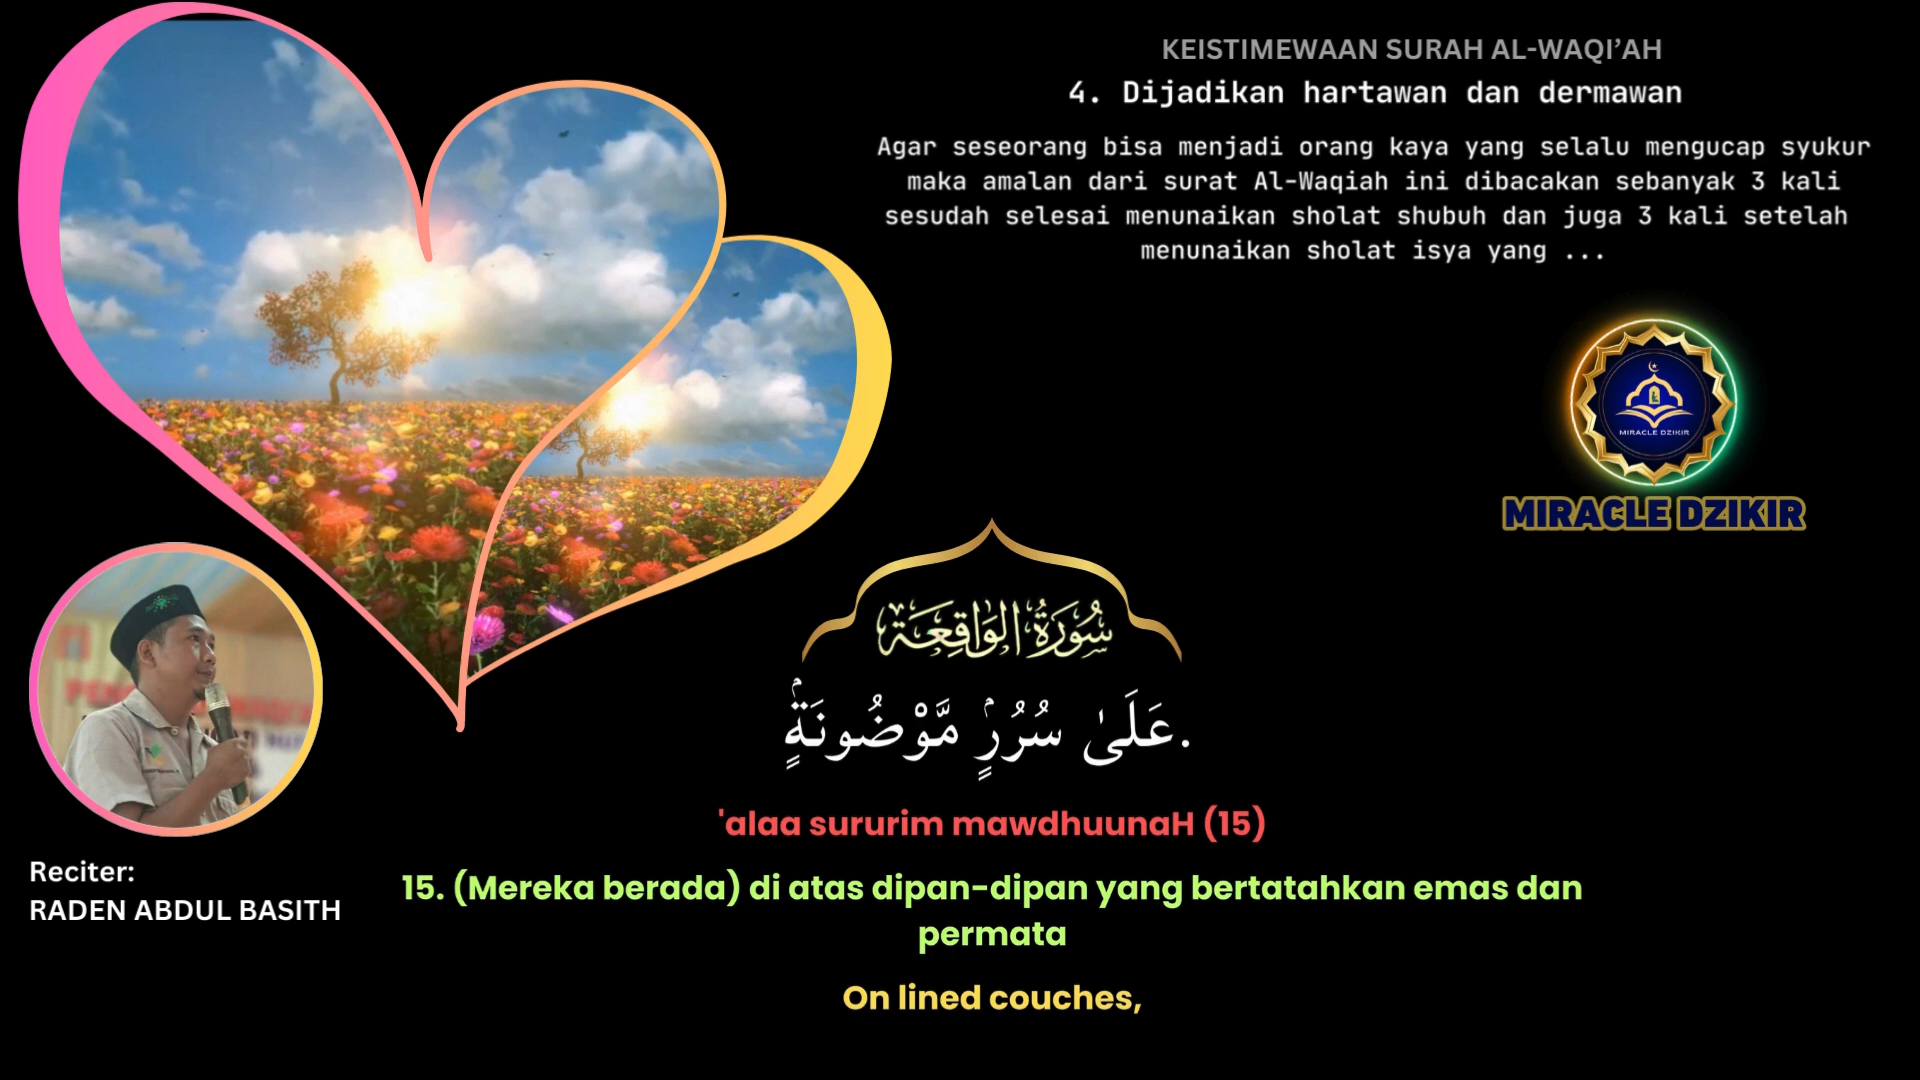 KEISTIMEWAAN SURAH AL-WAQI’AH
4. Dijadikan hartawan dan dermawan
Agar seseorang bisa menjadi orang kaya yang selalu mengucap syukur
maka amalan dari surat Al-Waqiah ini dibacakan sebanyak 3 kali
sesudah selesai menunaikan sholat shubuh dan juga 3 kali setelah
menunaikan sholat isya yang ...
MIRACLE DZIKIR
MIRACLE DZIKIR
سُورَةُ الوَاقِعَة
.عَلَىٰ سُرُرٍۢ مَّوْضُونَةٍۢ
'alaa sururim mawdhuunaH (15)
15. (Mereka berada) di atas dipan-dipan yang bertatahkan emas dan
permata
On lined couches,
Reciter:
RADEN ABDUL BASITH